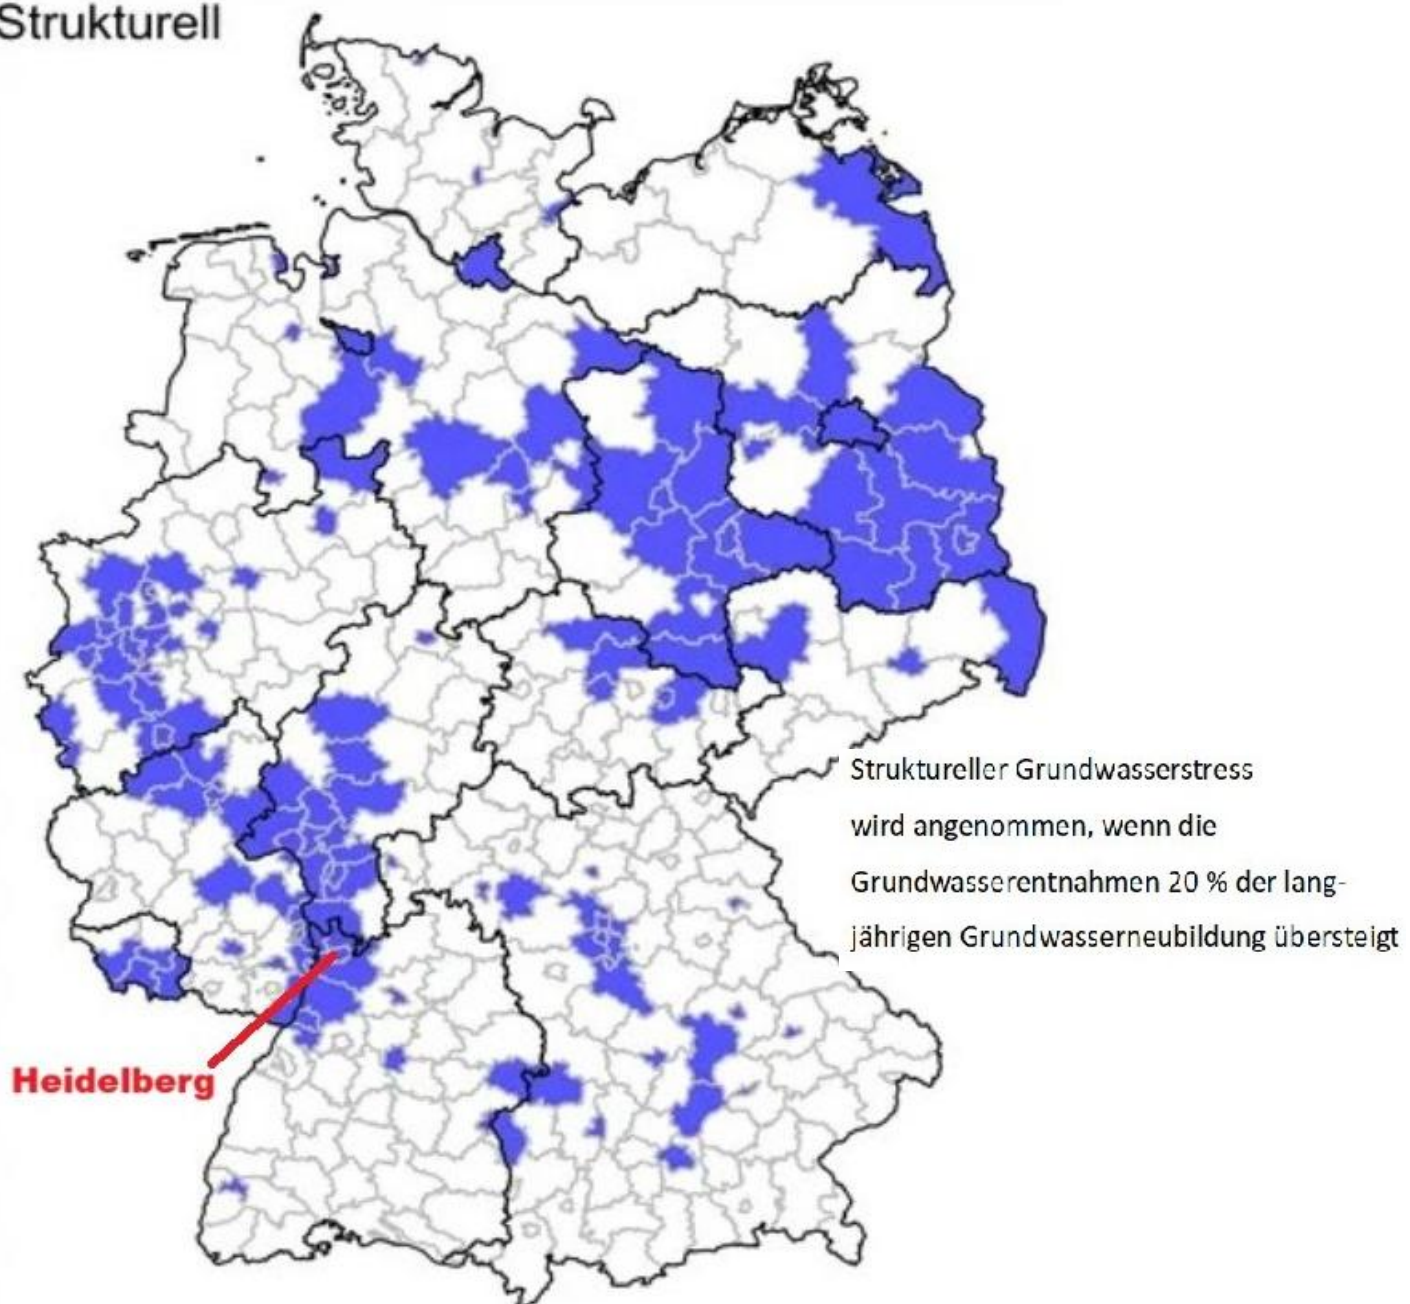 Strukturell
Struktureller Grundwasserstress
wird angenommen, wenn die
Grundwasserentnahmen 20 % der lang-
jährigen Grundwasserneubildung übersteigt
Heidelberg